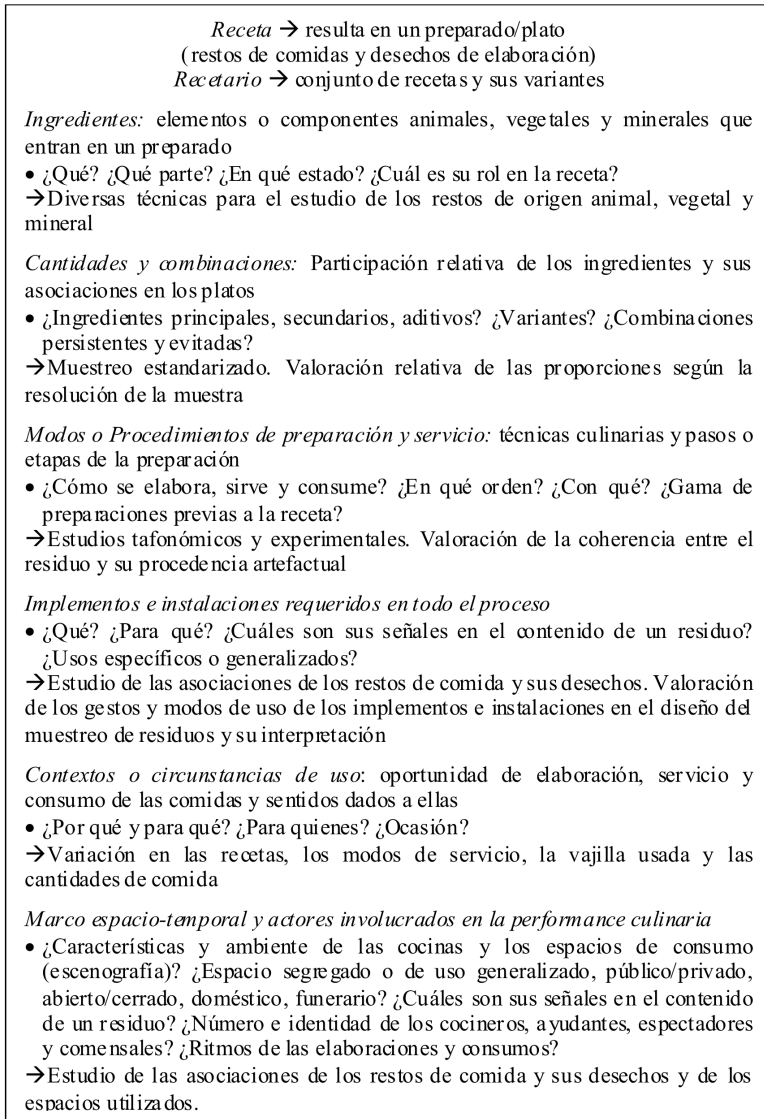 Receta → resulta en un preparado/plato
(restos de comidas y desechos de elaboración)
Recetario → conjunto de recetas y sus variantes
Ingredientes: elementos o componentes animales, vegetales y minerales que
entran en un preparado
• ¿Qué? ¿Qué parte? ¿En qué estado? ¿Cuál es su rol en la receta?
→Diversas técnicas para el estudio de los restos de origen animal, vegetal y
mineral
Cantidades y combinaciones: Participación relativa de los ingredientes y sus
asociaciones en los platos
• ¿Ingredientes principales, secundarios, aditivos? ¿Variantes? ¿Combinaciones
persistentes y evitadas?
→Muestreo estandarizado. Valoración relativa de las proporciones según la
resolución de la muestra
Modos o Procedimientos de preparación y servicio: técnicas culinarias y pasos o
etapas de la preparación
• ¿Cómo se elabora, sirve y consume? ¿En qué orden? ¿Con qué? ¿Gama de
preparaciones previas a la receta?
→Estudios tafonómicos y experimentales. Valoración de la coherencia entre el
residuo y su procedencia artefactual
Implementos e instalaciones requeridos en todo el proceso
• ¿Qué? ¿Para qué? ¿Cuáles son sus señales en el contenido de un residuo?
¿Usos específicos o generalizados?
→Estudio de las asociaciones de los restos de comida y sus desechos. Valoración
de los gestos y modos de uso de los implementos e instalaciones en el diseño del
muestreo de residuos y su interpretación
Contextos o circunstancias de uso: oportunidad de elaboración, servicio y
consumo de las comidas y sentidos dados a ellas
• ¿Por qué y para qué? ¿Para quienes? ¿Ocasión?
→Variación en las recetas, los modos de servicio, la vajilla usada y las
cantidades de comida
Marco espacio-temporal y actores involucrados en la performance culinaria
• ¿Características y ambiente de las cocinas y los espacios de consumo
(escenografía)? ¿Espacio segregado o de uso generalizado, público/privado,
abierto/cerrado, doméstico, funerario? ¿Cuáles son sus señales en el contenido
de un residuo? ¿Número e identidad de los cocineros, ayudantes, espectadores
y comensales? ¿Ritmos de las elaboraciones y consumos?
→Estudio de las asociaciones de los restos de comida y sus desechos y de los
espacios utilizados.